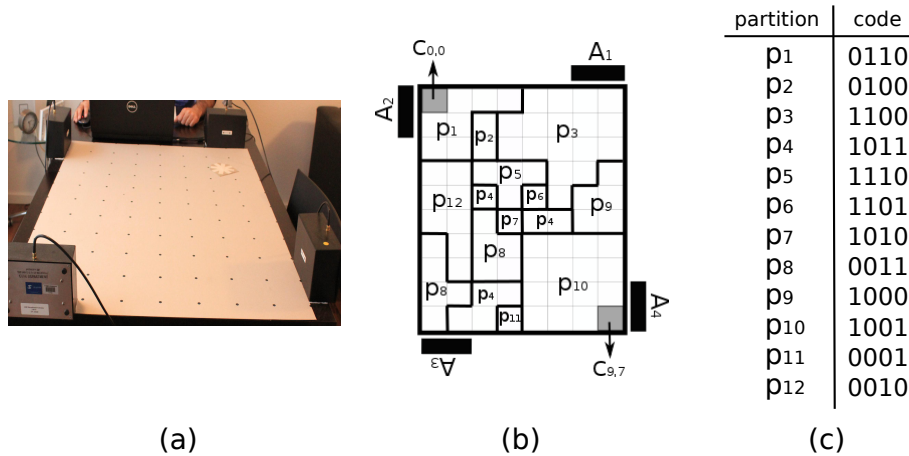 C0,0
A1
A2
p1
p2
p3
p5
p12
p4
p6
p9
p7
p4
p8
p8
p4
p10
p11
A4
A3
C9,7
partition code
p1 0110
p2 0100
p3 1100
p4 1011
p5 1110
p6 1101
p7 1010
p8 0011
p9 1000
p10 1001
p11 0001
p12 0010
(a) (b) (c)